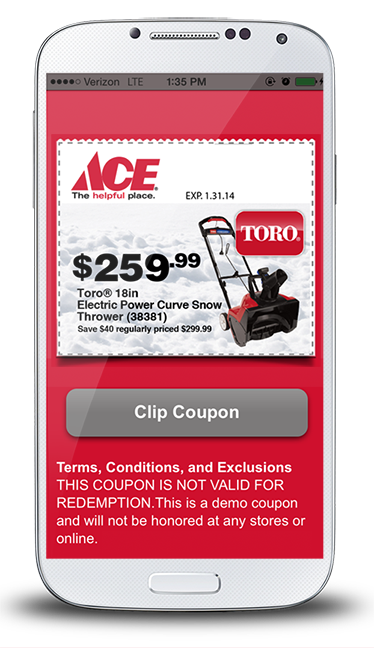 Verizon LTE 1:35 PM
ACE
The helpful place.
EXP. 1.31.14
TORO.
$259.99
Toro® 18in
Electric Power Curve Snow
Thrower (38381)
Save $40 regularly priced $299.99
Clip Coupon
Terms, Conditions, and Exclusions
THIS COUPON IS NOT VALID FOR
REDEMPTION.This is a demo coupon
and will not be honored at any stores or
online.